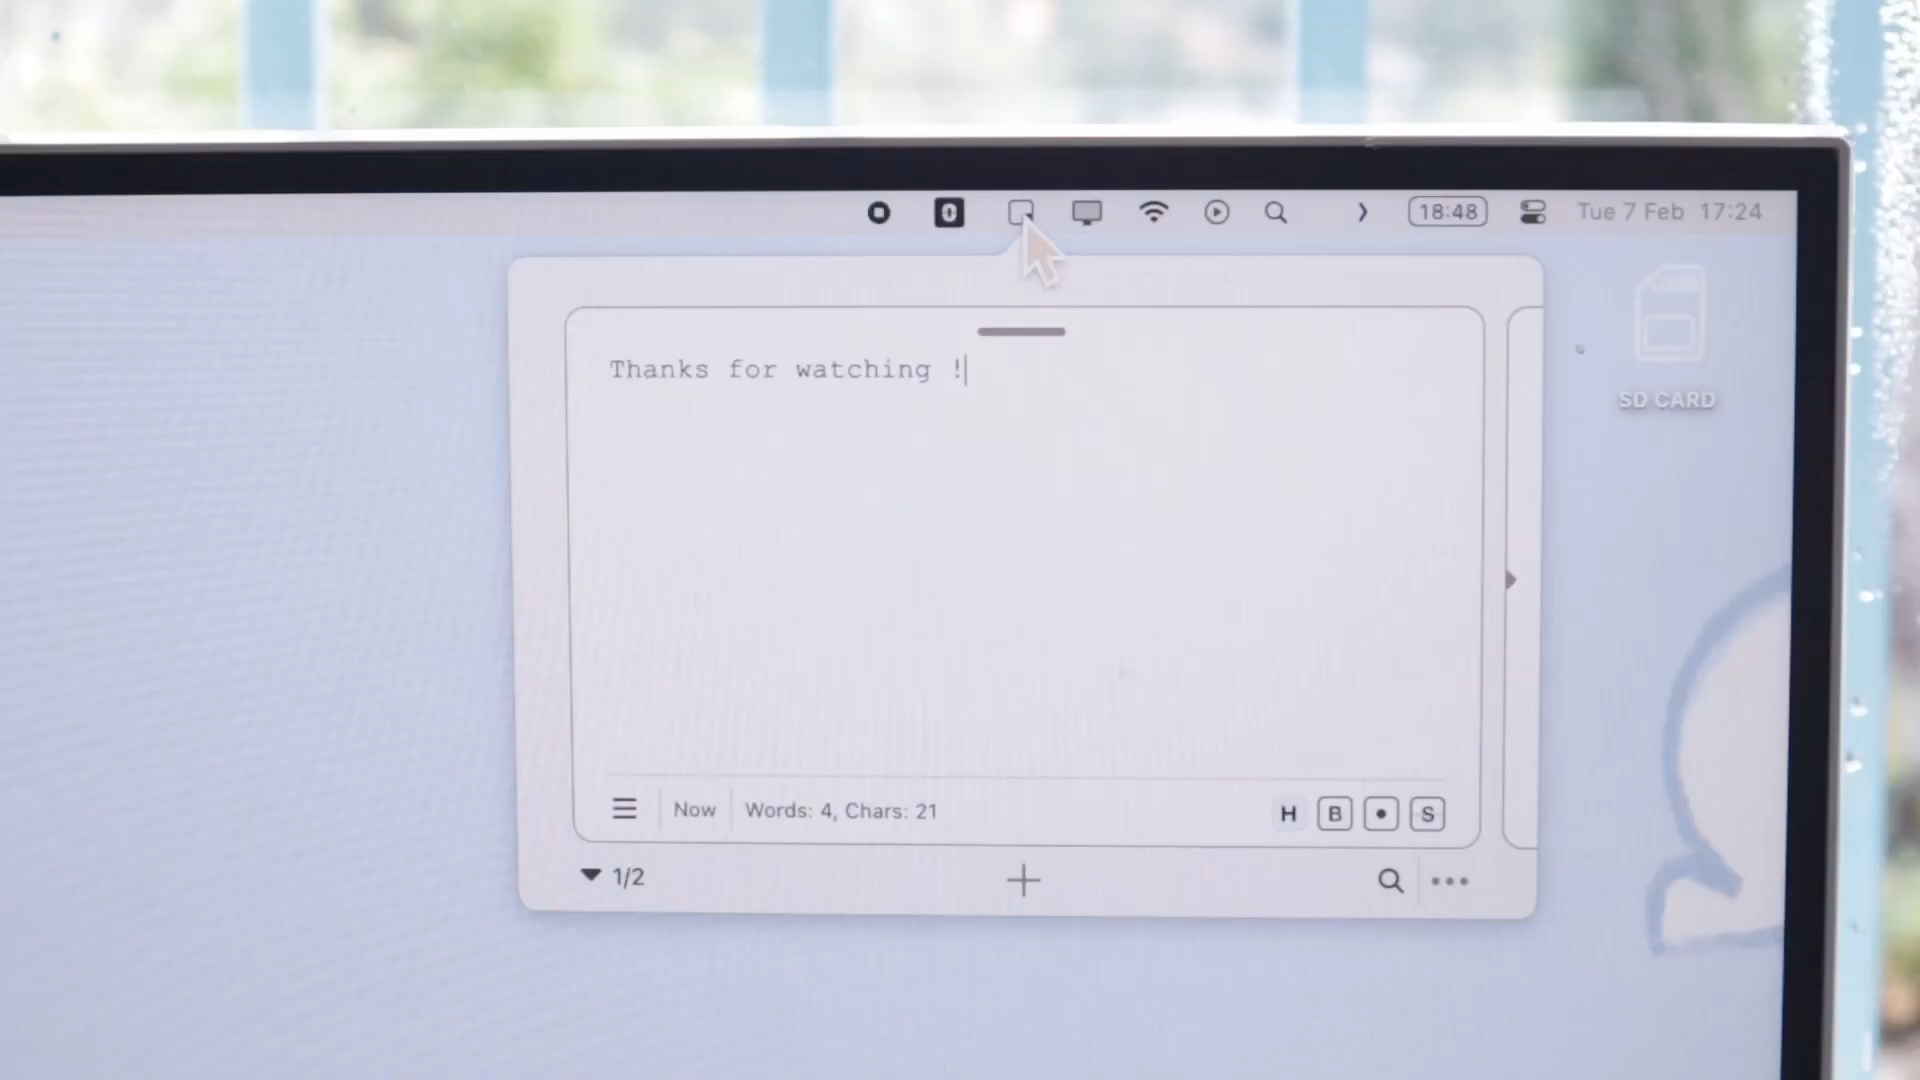 18:48 Tue 7 Feb 17:24
Thanks for watching !
SD CARD
Now Words: 4, Chars: 21 H B S
1/2